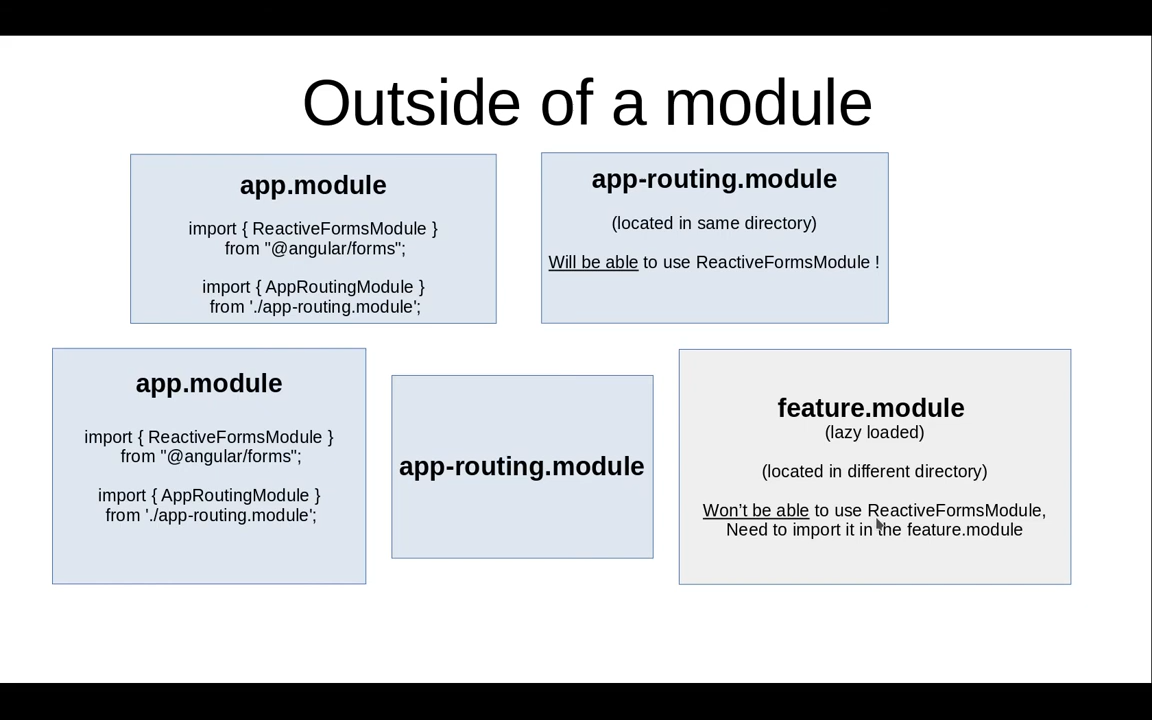 Outside of a module
app.module
import { ReactiveFormsModule }
from "@angular/forms";
import { AppRoutingModule }
from './app-routing.module';
app-routing.module
(located in same directory)
Will be able to use ReactiveFormsModule !
app.module
import { ReactiveFormsModule }
from "@angular/forms";
import { AppRoutingModule }
from './app-routing.module';
app-routing.module
feature.module
(lazy loaded)
(located in different directory)
Won't be able to use ReactiveFormsModule,
Need to import it in the feature.module